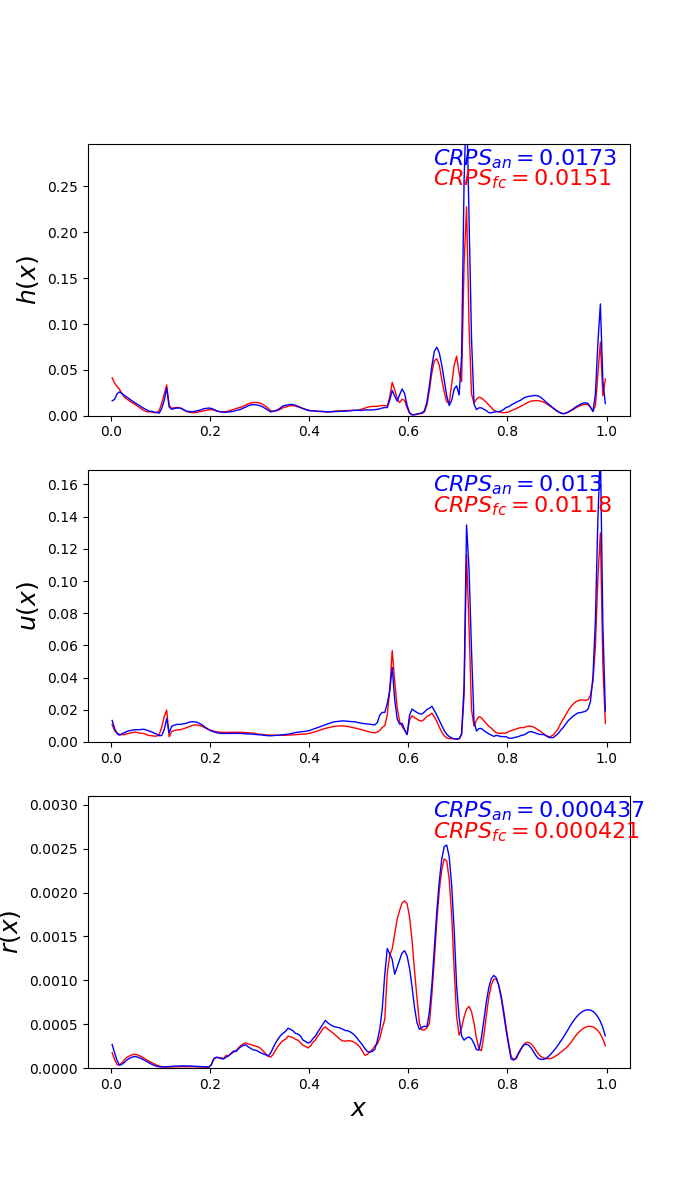 CRPS_an = 0.0173
CRPS_fc = 0.0151
h(x)
0.25
0.20
0.15
0.10
0.05
0.00
0.0 0.2 0.4 0.6 0.8 1.0
CRPS_an = 0.013
CRPS_fc = 0.0118
u(x)
0.16
0.14
0.12
0.10
0.08
0.06
0.04
0.02
0.00
0.0 0.2 0.4 0.6 0.8 1.0
CRPS_an = 0.000437
CRPS_fc = 0.000421
r(x)
0.0030
0.0025
0.0020
0.0015
0.0010
0.0005
0.0000
0.0 0.2 0.4 0.6 0.8 1.0
x